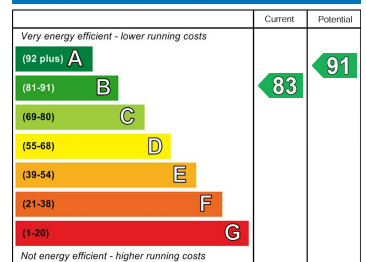 Current Potential
Very energy efficient - lower running costs
(92 plus) A
91
(81-91) B
83
(69-80) C
(55-68) D
(39-54) E
(21-38) F
(1-20) G
Not energy efficient - higher running costs